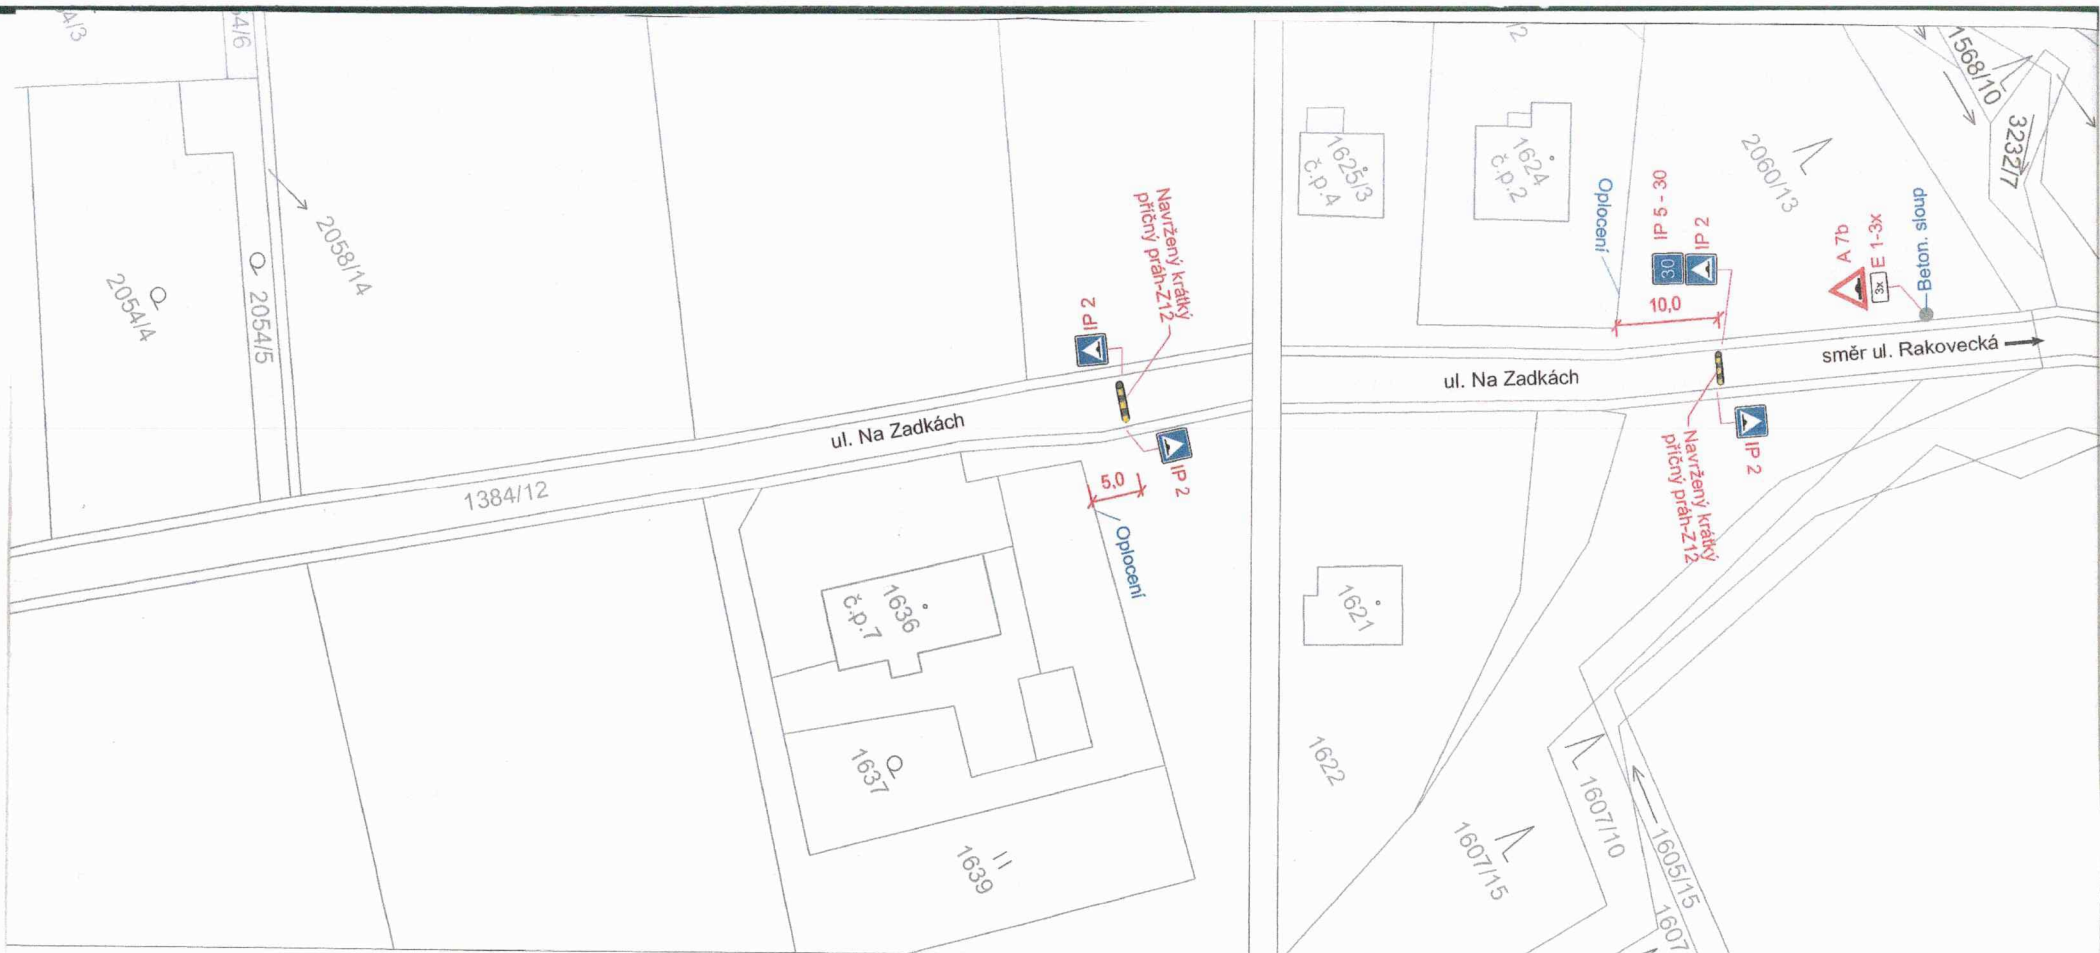 4/6
2054/4
2054/5
2058/14
1384/12
ul. Na Zadkách
IP 2
Navržený krátký
příčný práh-Z12
IP 2
5,0
Oplocení
1636
č.p.7
1637
1639
1625/3
č.p.4
1624
č.p.2
Oplocení
IP 5 - 30
30
IP 2
10,0
2060/13
1568/10
3232/7
A 7b
E 1-3x
3x
Beton. sloup
směr ul. Rakovecká
ul. Na Zadkách
IP 2
Navržený krátký
příčný práh-Z12
1621
1622
1607/15
1607/10
1605/15
1607